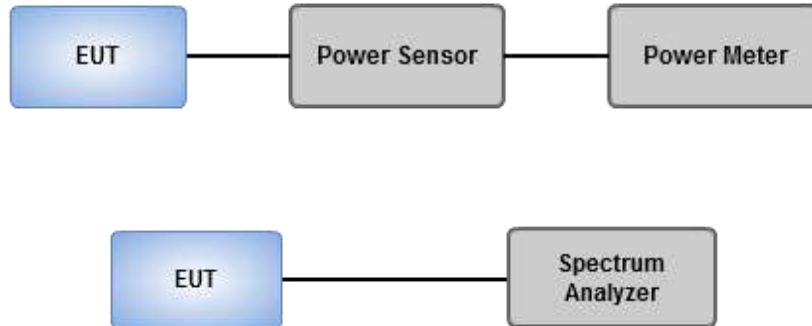 EUT
Power Sensor
Power Meter
EUT
Spectrum
Analyzer